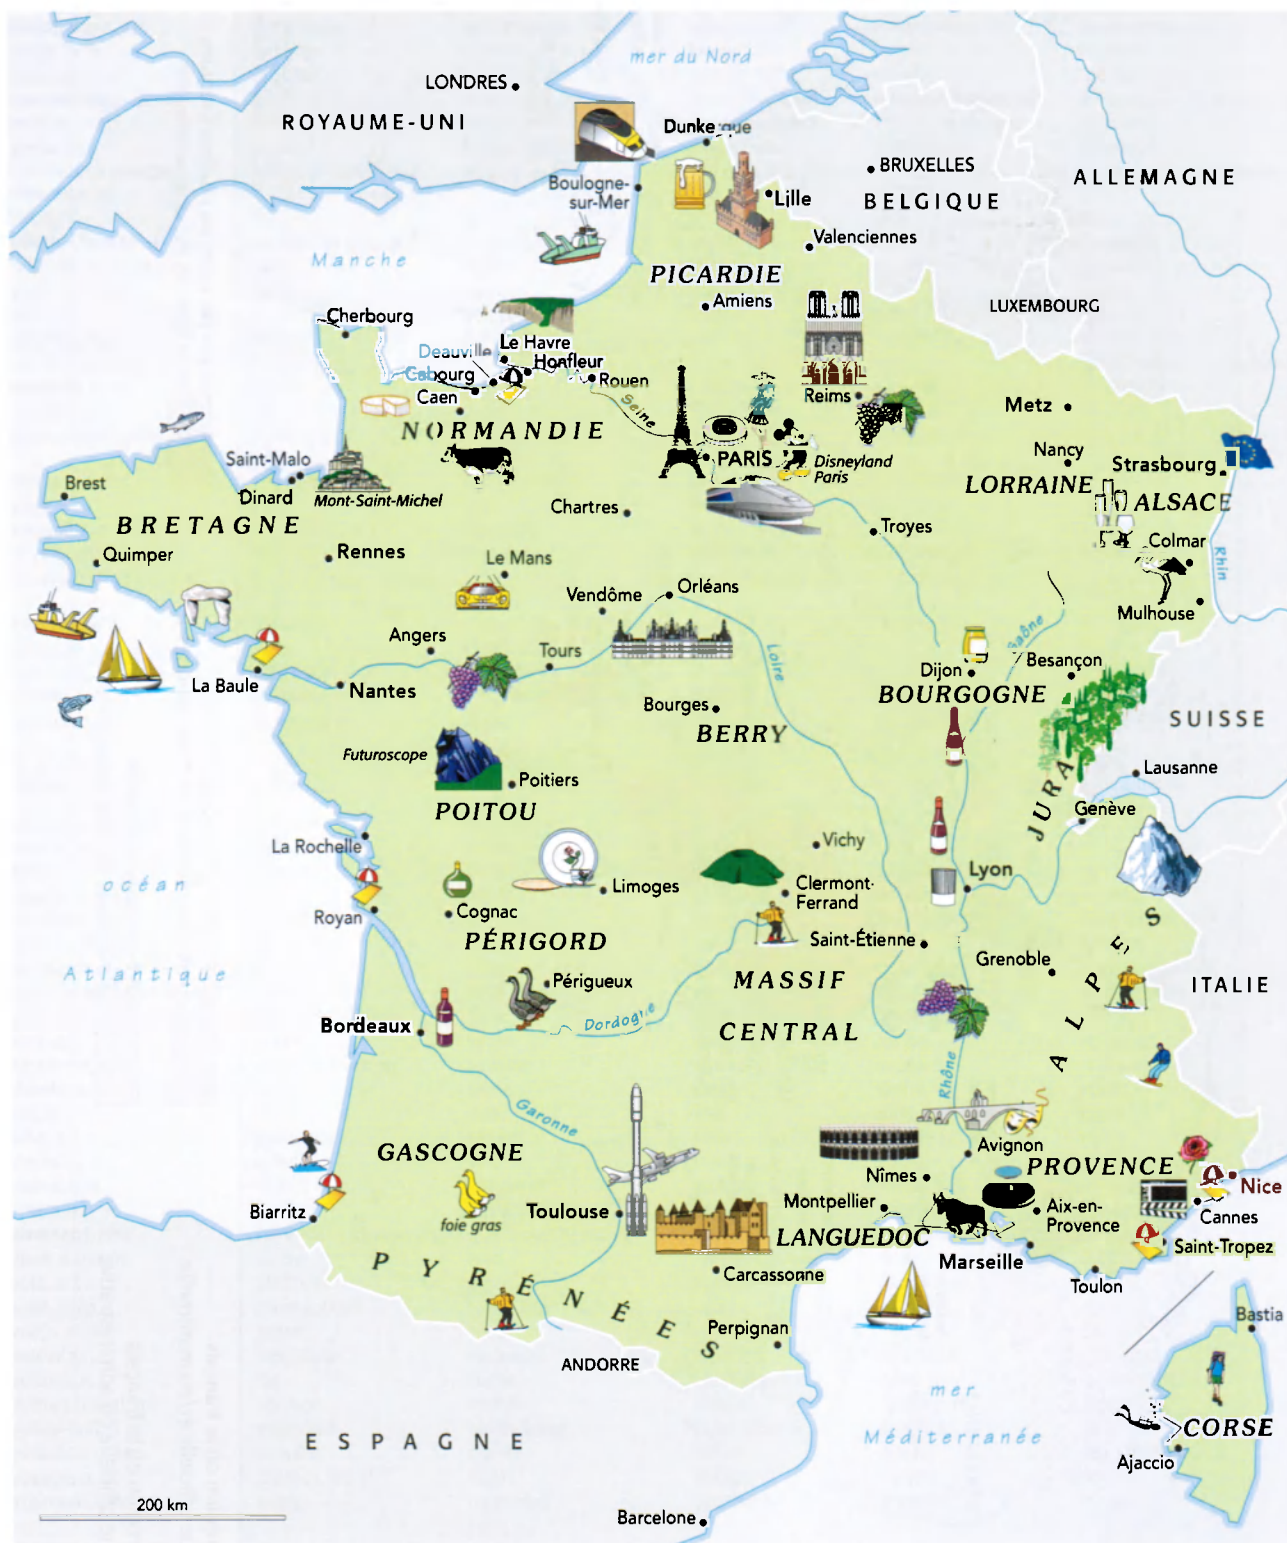 mer du Nord
LONDRES
ROYAUME-UNI
Dunkerque
BRUXELLES
BELGIQUE
ALLEMAGNE
Boulogne-
sur-Mer
Lille
Valenciennes
Manche
PICARDIE
Amiens
LUXEMBOURG
Cherbourg
Deauville
Le Havre
Honfleur
Cabourg
Rouen
Caen
Seine
Reims
Metz
NORMANDIE
PARIS
Disneyland
Paris
Nancy
Strasbourg
LORRAINE
ALSACE
Saint-Malo
Brest
Dinard
Mont-Saint-Michel
Chartres
BRETAGNE
Troyes
Colmar
Quimper
Rennes
Le Mans
Rhin
Vendôme
Orléans
Mulhouse
Angers
Tours
Loire
Saône
Dijon
Besançon
La Baule
Nantes
BOURGOGNE
Bourges
BERRY
SUISSE
Futuroscope
Poitiers
Lausanne
POITOU
JURA
Genève
La Rochelle
Vichy
océan
Limoges
Clermont-
Ferrand
Lyon
Royan
Cognac
PÉRIGORD
Saint-Étienne
Atlantique
Périgueux
MASSIF
CENTRAL
Grenoble
ALPES
ITALIE
Bordeaux
Dordogne
Rhône
Garonne
GASCOGNE
Avignon
PROVENCE
Nîmes
Nice
Biarritz
foie gras
Toulouse
Montpellier
LANGUEDOC
Aix-en-
Provence
Cannes
Saint-Tropez
Marseille
Toulon
PYRÉNÉES
Carcassonne
Perpignan
ANDORRE
Bastia
mer
Méditerranée
CORSE
Ajaccio
ESPAGNE
200 km
Barcelone